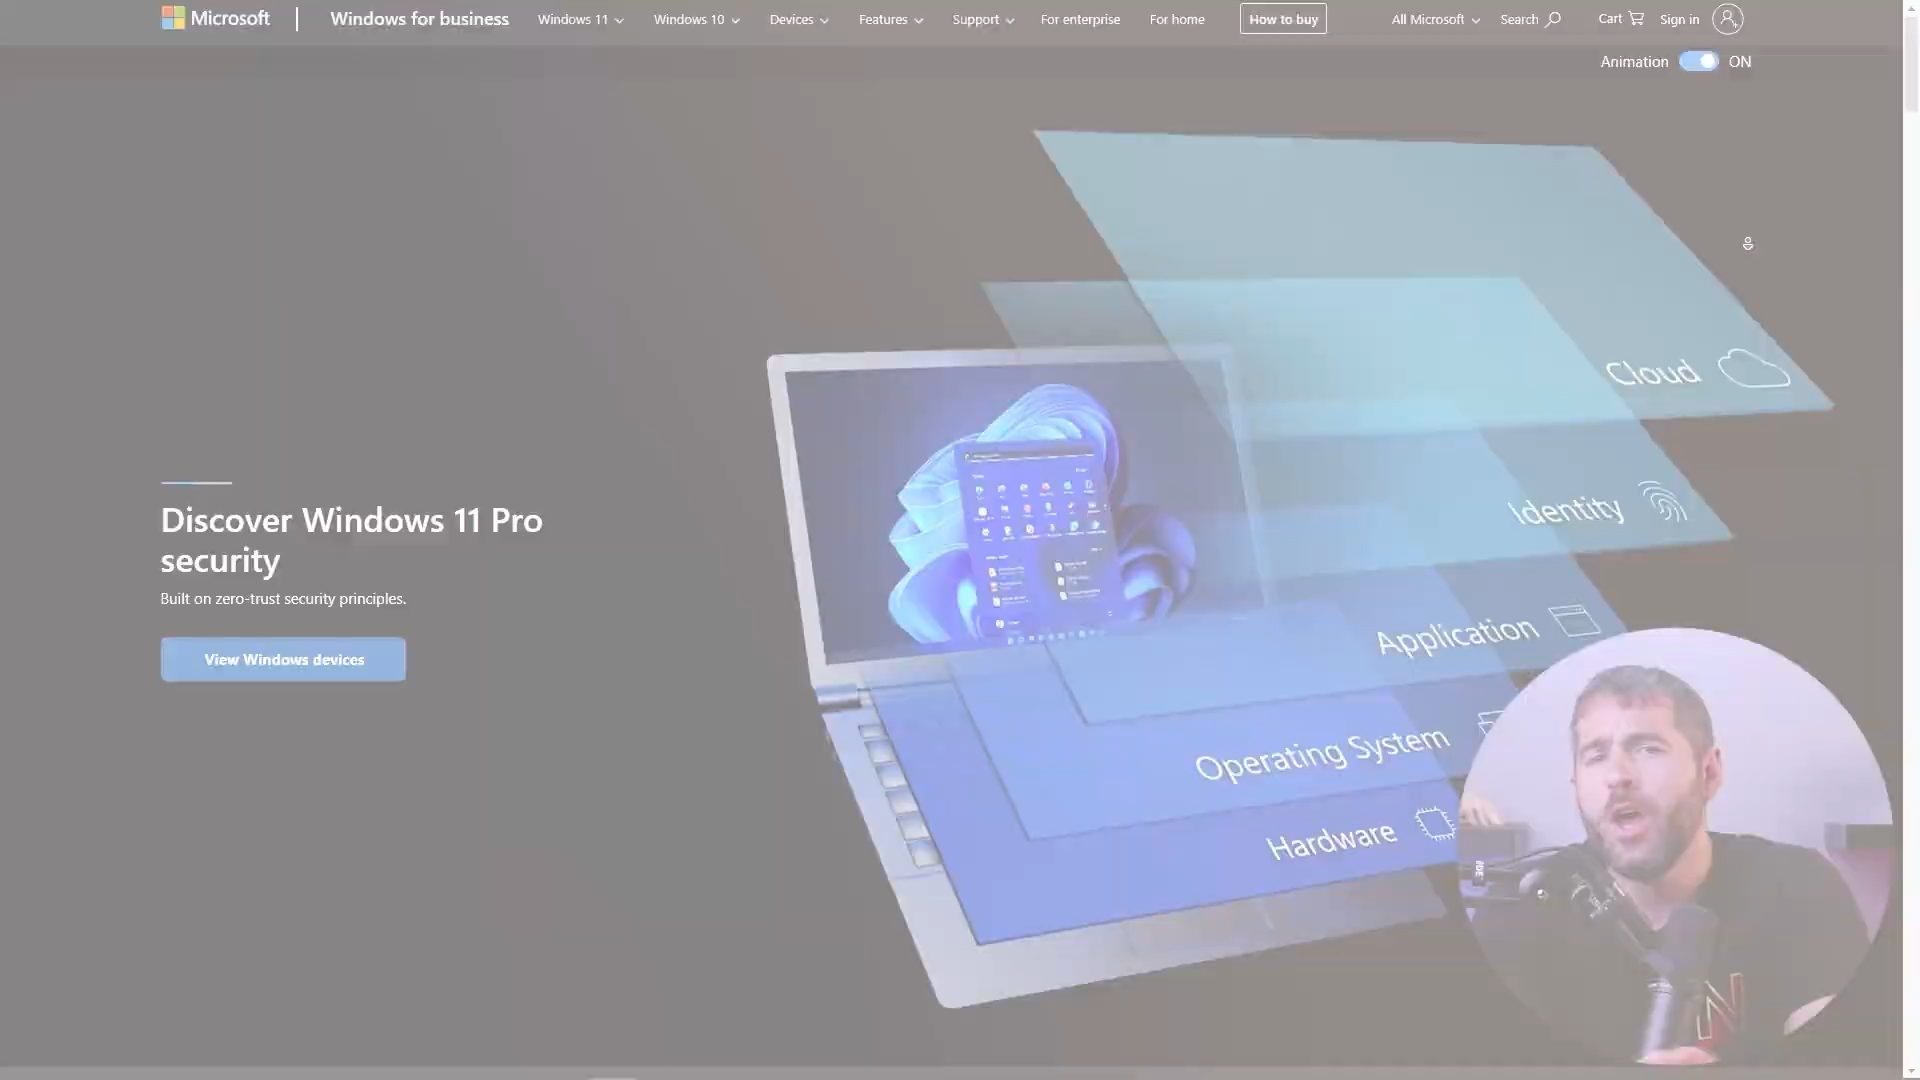 Microsoft
Windows for business
Windows 11
Windows 10
Devices
Features
Support
For enterprise
For home
How to buy
All Microsoft
Search
Cart
Sign in
Animation
ON
Cloud
Identity
Application
Operating System
Hardware
Discover Windows 11 Pro
security
Built on zero-trust security principles.
View Windows devices
N